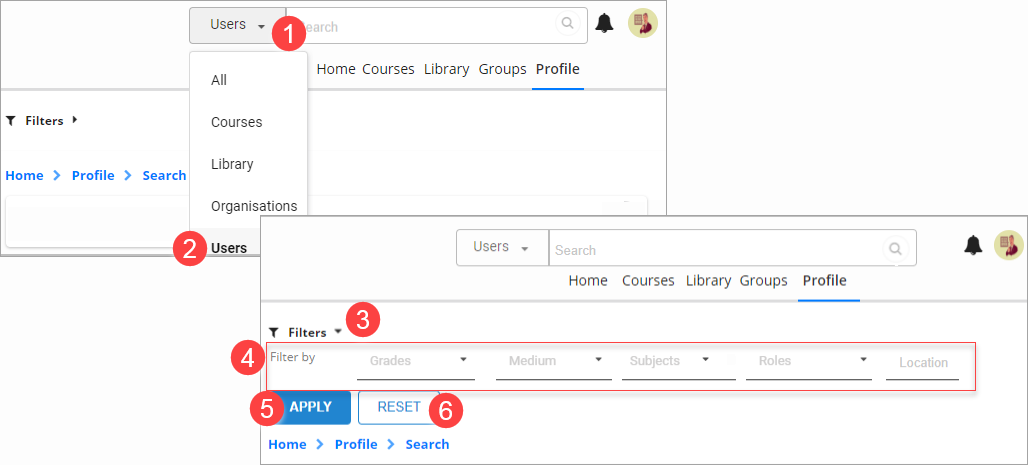 Users
1
Search
Home Courses Library Groups Profile
All
Courses
Library
Organisations
2 Users
Filters
Home > Profile > Search
Users
Search
Home Courses Library Groups Profile
Filters 3
4 Filter by Grades Medium Subjects Roles Location
5 APPLY RESET 6
Home > Profile > Search